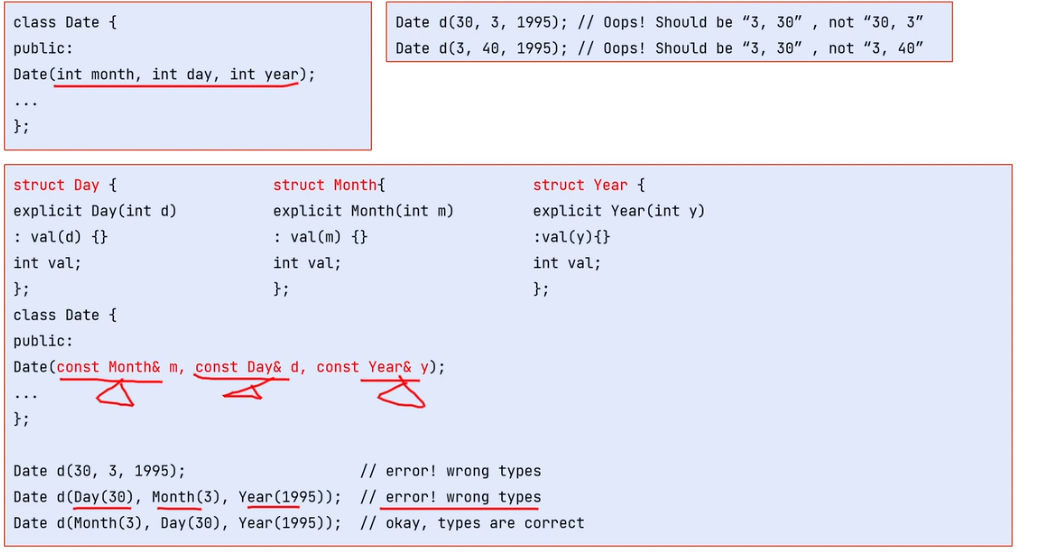 class Date {
public:
Date(int month, int day, int year);
...
};
Date d(30, 3, 1995); // Oops! Should be “3, 30” , not “30, 3”
Date d(3, 40, 1995); // Oops! Should be “3, 30” , not “3, 40”
struct Day {
explicit Day(int d)
: val(d) {}
int val;
};
struct Month{
explicit Month(int m)
: val(m) {}
int val;
};
struct Year {
explicit Year(int y)
:val(y){}
int val;
};
class Date {
public:
Date(const Month& m, const Day& d, const Year& y);
...
};
Date d(30, 3, 1995); // error! wrong types
Date d(Day(30), Month(3), Year(1995)); // error! wrong types
Date d(Month(3), Day(30), Year(1995)); // okay, types are correct